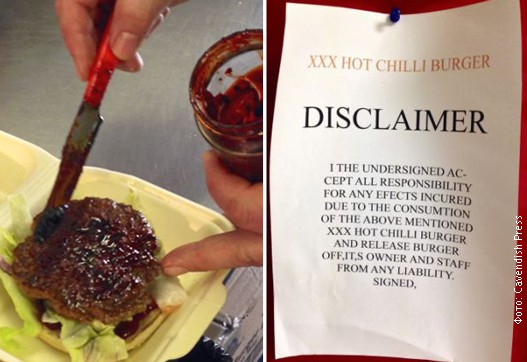 XXX HOT CHILLI BURGER
DISCLAIMER
I THE UNDERSIGNED AC-
CEPT ALL RESPONSIBILITY
FOR ANY EFFECTS INCURED
DUE TO THE CONSUMTION
OF THE ABOVE MENTIONED
XXX HOT CHILLI BURGER
AND RELEASE BURGER
OFF,IT,S OWNER AND STAFF
FROM ANY LIABILITY.
SIGNED,
Фото: Cavendish Press